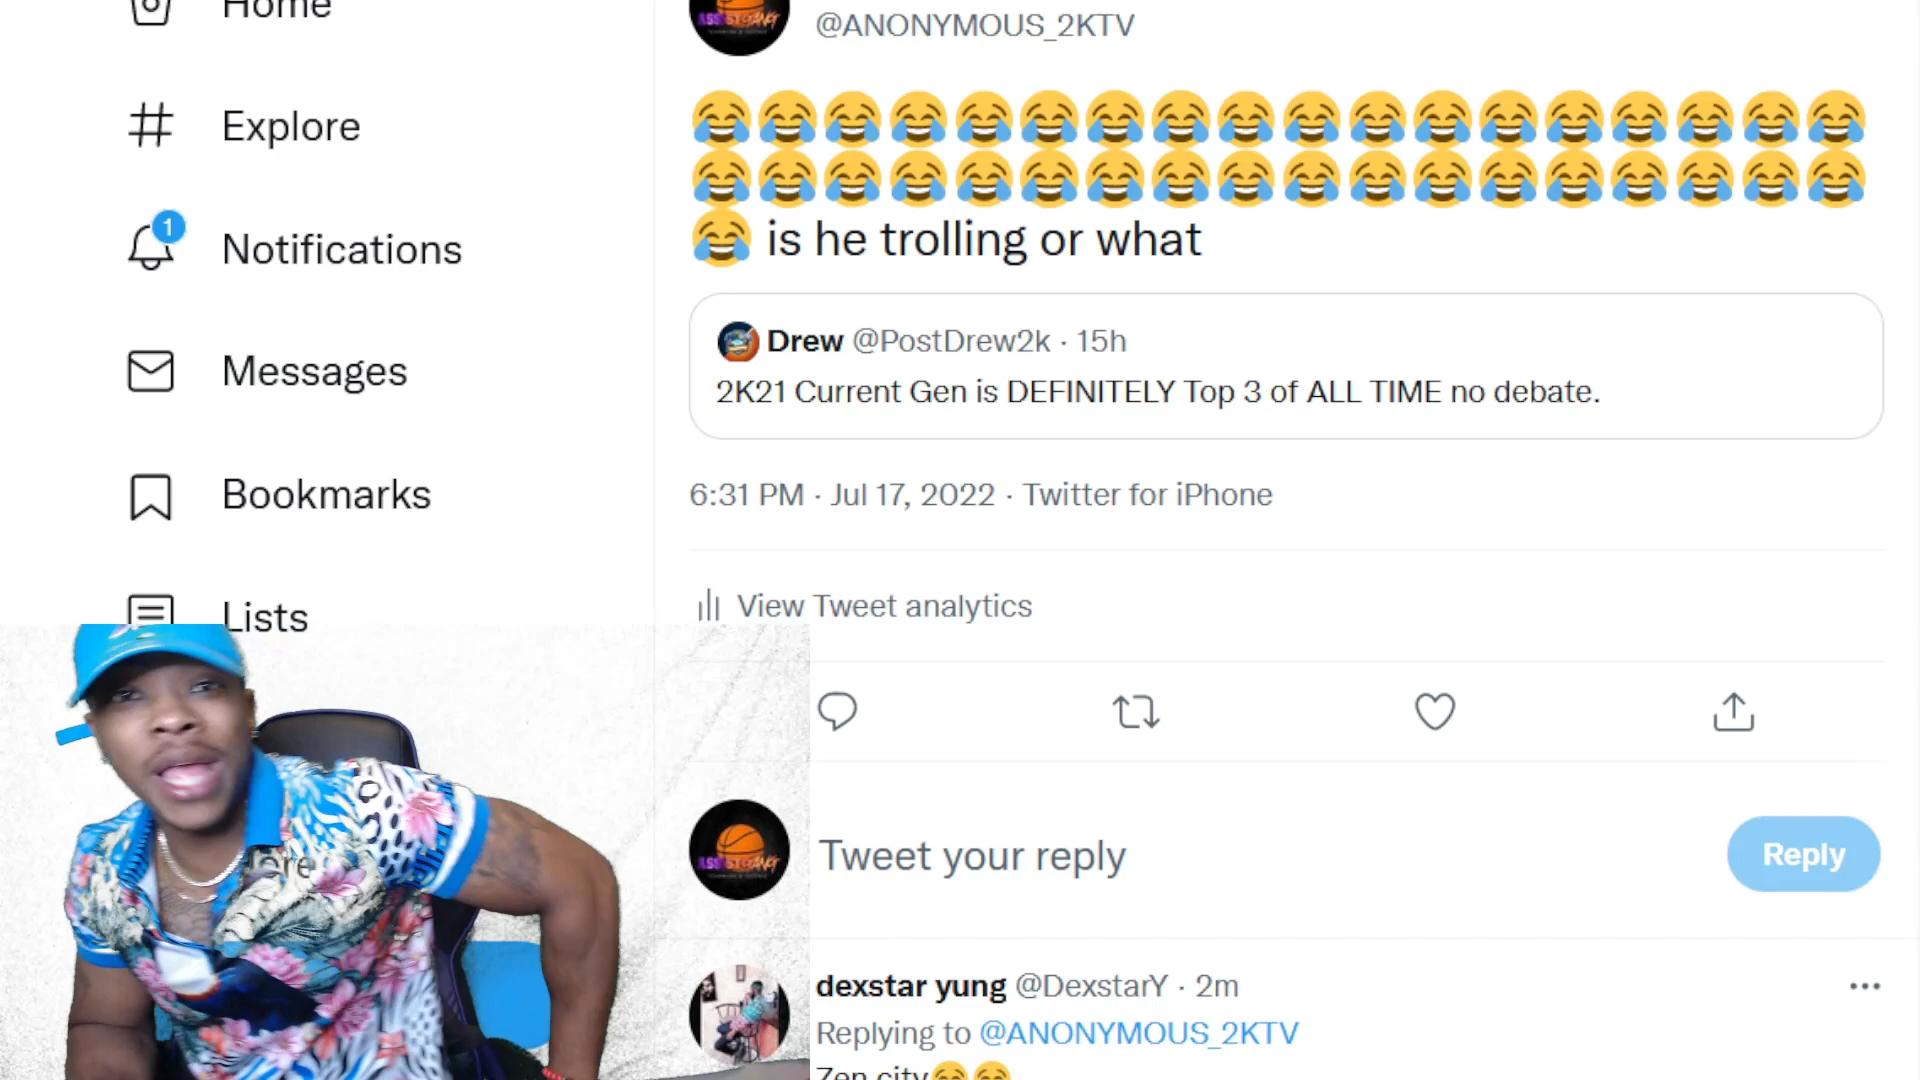 Home
@ANONYMOUS_2KTV
Explore
😂😂😂😂😂😂😂😂😂😂😂😂😂😂😂😂😂😂
😂😂😂😂😂😂😂😂😂😂😂😂😂😂😂😂😂😂
😂 is he trolling or what
1
Notifications
Drew @PostDrew2k · 15h
2K21 Current Gen is DEFINITELY Top 3 of ALL TIME no debate.
Messages
Bookmarks
6:31 PM · Jul 17, 2022 · Twitter for iPhone
Lists
View Tweet analytics
Tweet your reply
Reply
dexstar yung @DexstarY · 2m
Replying to @ANONYMOUS_2KTV
Zen city😂😂